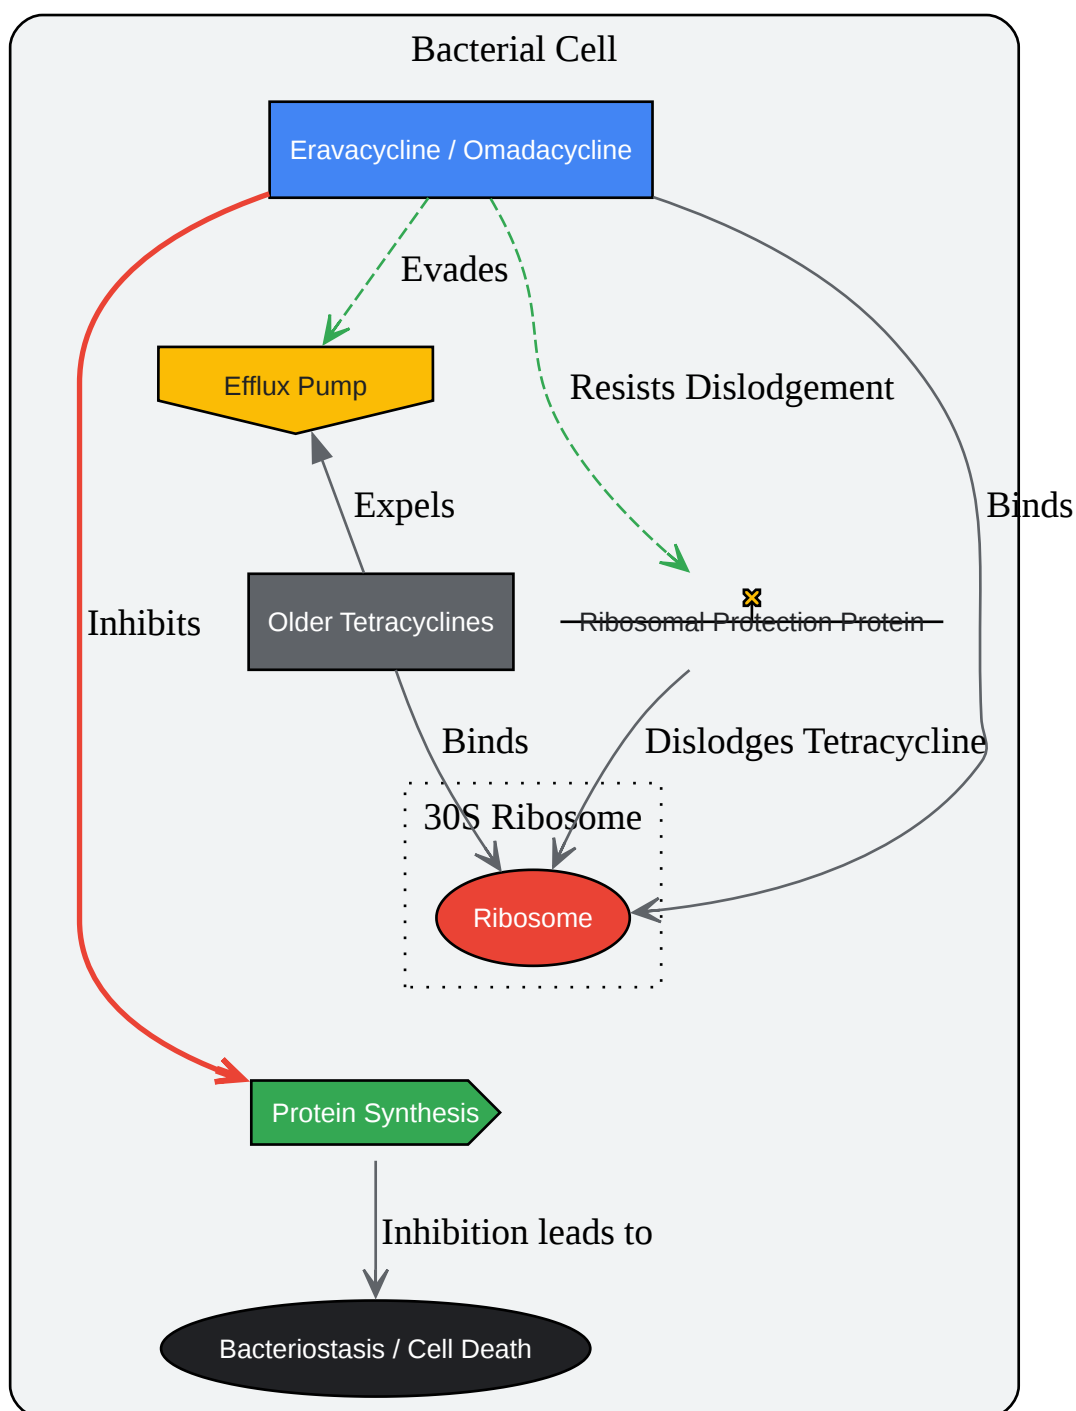 Bacterial Cell
Eravacycline / Omadacycline
Evades
Efflux Pump
Resists Dislodgement
Expels
Binds
Inhibits
Older Tetracyclines
Ribosomal Protection Protein
Binds
Dislodges Tetracycline
30S Ribosome
Ribosome
Protein Synthesis
Inhibition leads to
Bacteriostasis / Cell Death